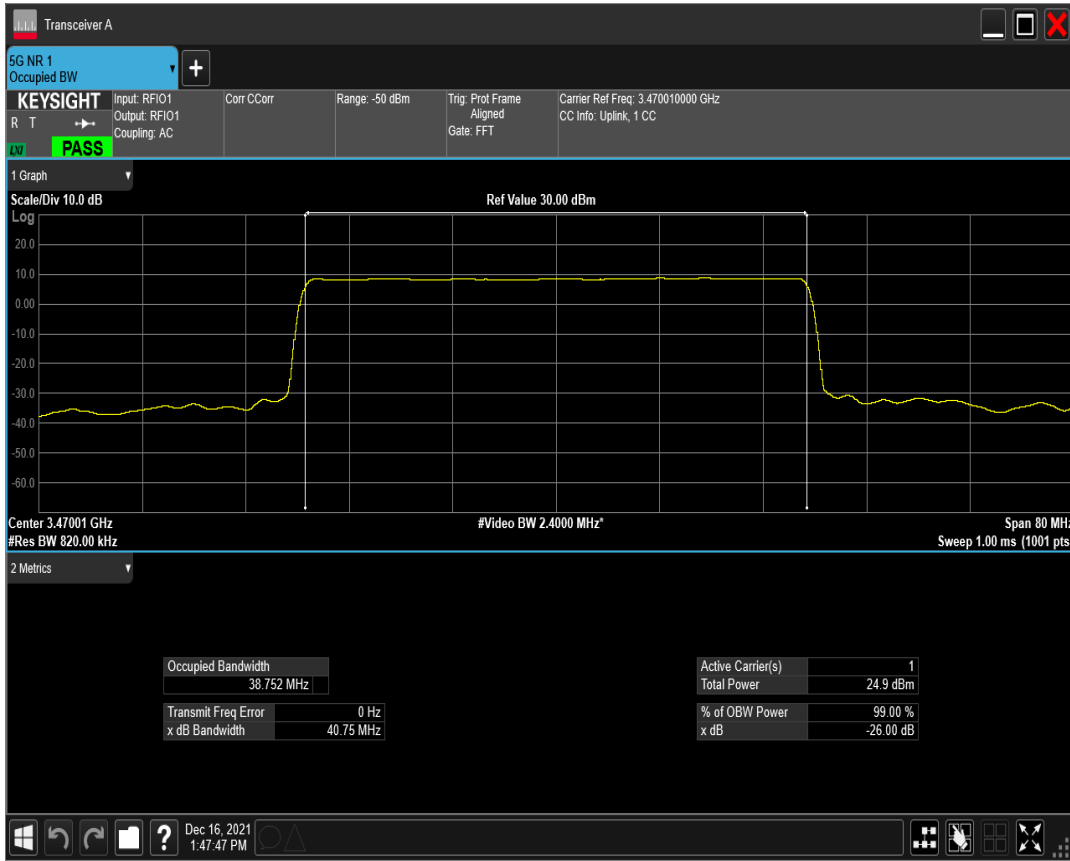 Transceiver A
5G NR 1
Occupied BW
KEYSIGHT
R T
LXI
PASS
Input: RFIO1
Output: RFIO1
Coupling: AC
Corr CCorr
Range: -50 dBm
Trig: Prot Frame
Aligned
Gate: FFT
Carrier Ref Freq: 3.470010000 GHz
CC Info: Uplink, 1 CC
1 Graph
Scale/Div 10.0 dB
Ref Value 30.00 dBm
Log
20.0
10.0
0.00
-10.0
-20.0
-30.0
-40.0
-50.0
-60.0
Center 3.47001 GHz
#Video BW 2.4000 MHz*
Span 80 MHz
#Res BW 820.00 kHz
Sweep 1.00 ms (1001 pts
2 Metrics
Occupied Bandwidth
38.752 MHz
Transmit Freq Error 0 Hz
x dB Bandwidth 40.75 MHz
Active Carrier(s) 1
Total Power 24.9 dBm
% of OBW Power 99.00 %
x dB -26.00 dB
?
Dec 16, 2021
1:47:47 PM